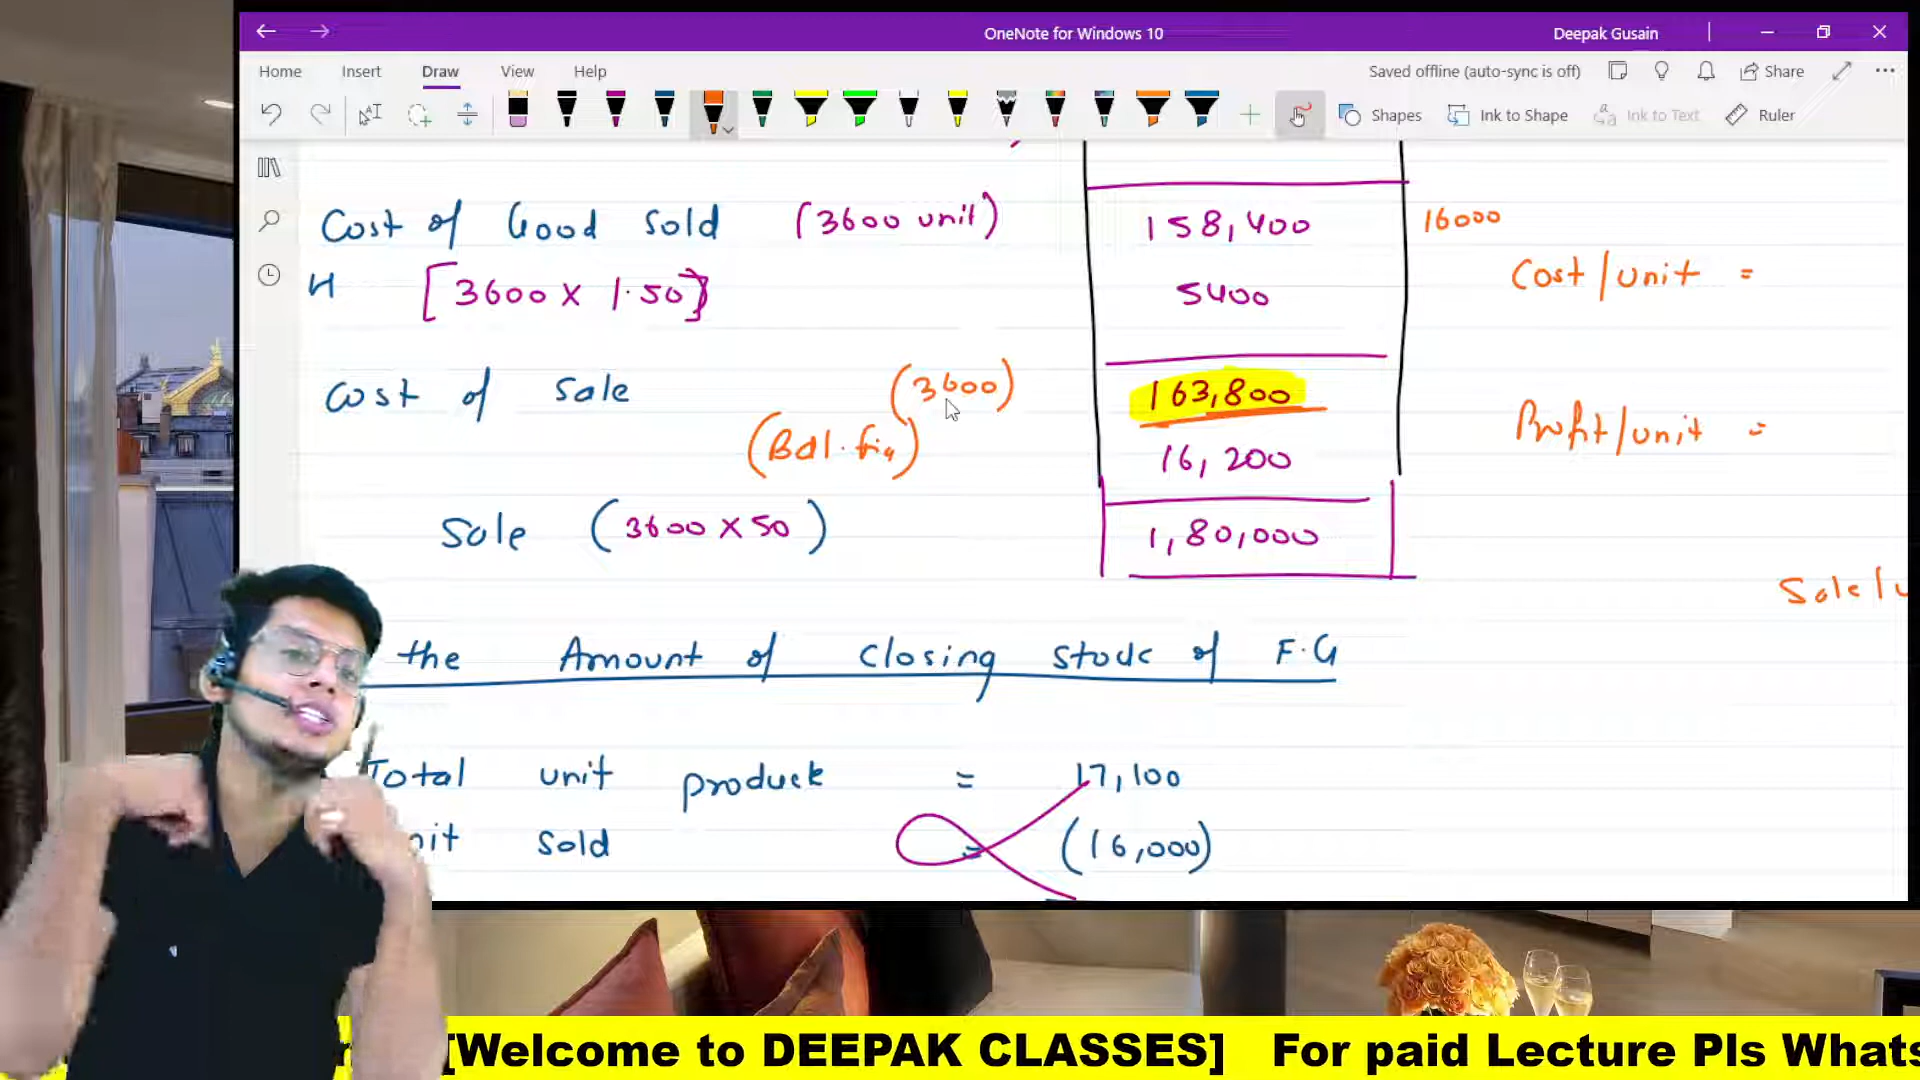 OneNote for Windows 10
Deepak Gusain
Home Insert Draw View Help
Saved offline (auto-sync is off)
Share
Shapes
Ink to Shape
Ink to Text
Ruler
Cost of Good Sold (3600 unit) 158,400 16000
[3600 X 1.50] 5400
Cost/unit =
Cost of Sale (3600) 163,800
(Bal. fig) 16,200
Profit/unit =
Sale (3600 X 50) 1,80,000
Sale/u
the Amount of Closing Stock of F.G
Total unit produck = 17,100
nit Sold = (16,000)
[Welcome to DEEPAK CLASSES] For paid Lecture Pls Whats